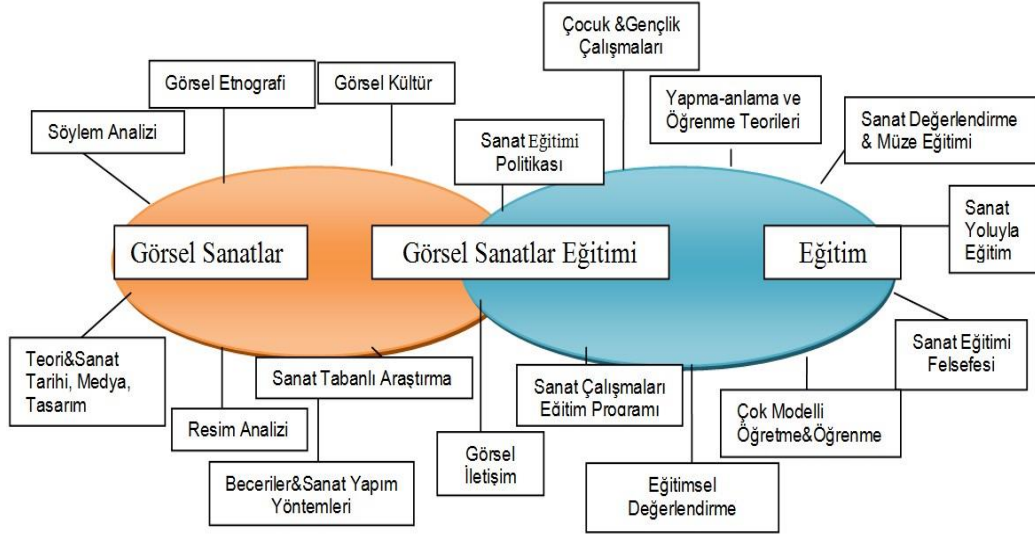 Çocuk &Gençlik
Çalışmaları
Görsel Etnografi
Görsel Kültür
Yapma-anlama ve
Öğrenme Teorileri
Sanat Değerlendirme
& Müze Eğitimi
Söylem Analizi
Sanat Eğitimi
Politikası
Sanat
Yoluyla
Eğitim
Görsel Sanatlar
Görsel Sanatlar Eğitimi
Eğitim
Teori&Sanat
Tarihi, Medya,
Tasarım
Sanat Tabanlı Araştırma
Sanat Eğitimi
Felsefesi
Sanat Çalışmaları
Eğitim Programı
Resim Analizi
Çok Modelli
Öğretme&Öğrenme
Görsel
İletişim
Beceriler&Sanat Yapım
Yöntemleri
Eğitimsel
Değerlendirme